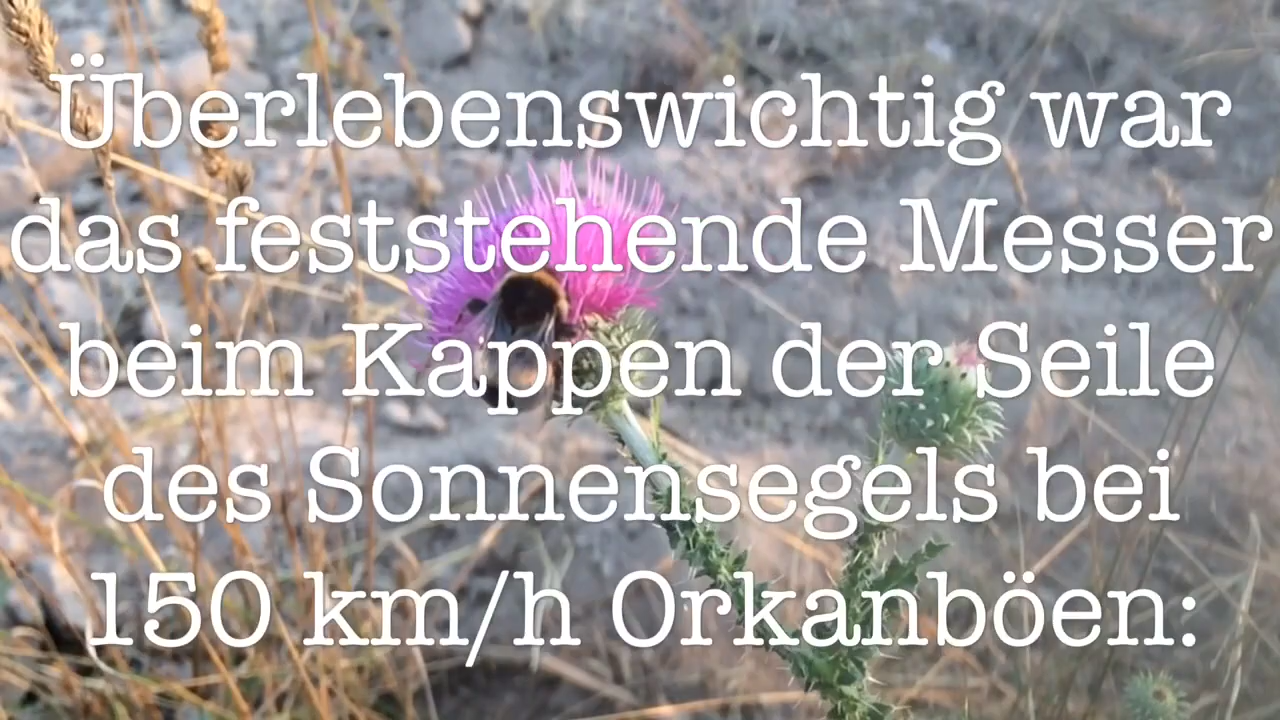 Überlebenswichtig war
das feststehende Messer
beim Kappen der Seile
des Sonnensegels bei
150 km/h Orkanböen: